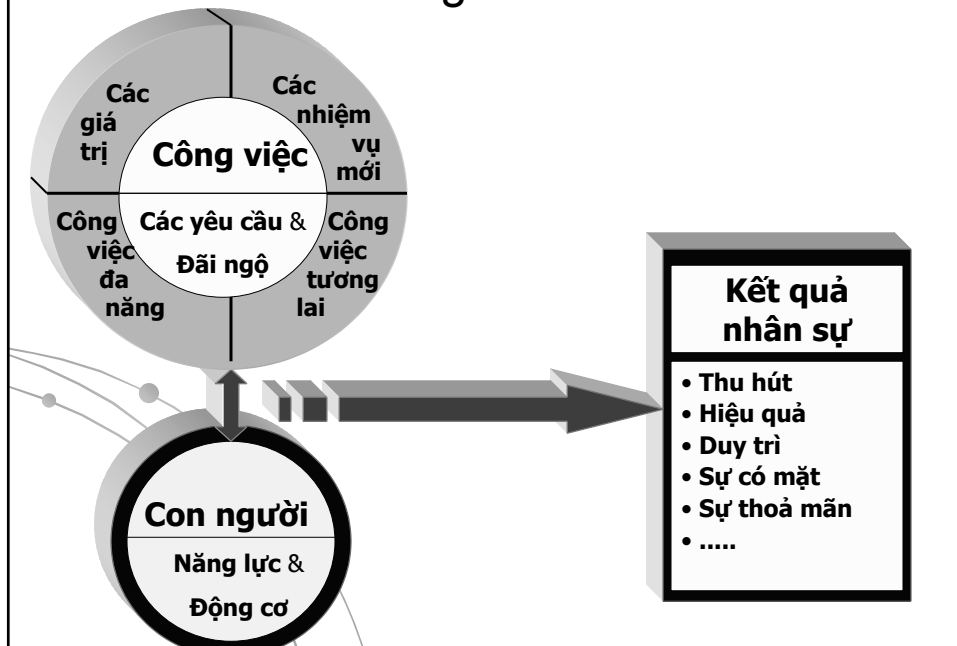 g
Các
giá
trị
Các
nhiệm
vụ
mới
Công việc
Các yêu cầu &
Đãi ngộ
Công
việc
đa
năng
Công
việc
tương
lai
Con người
Năng lực &
Động cơ
Kết quả
nhân sự
• Thu hút
• Hiệu quả
• Duy trì
• Sự có mặt
• Sự thoả mãn
• .....